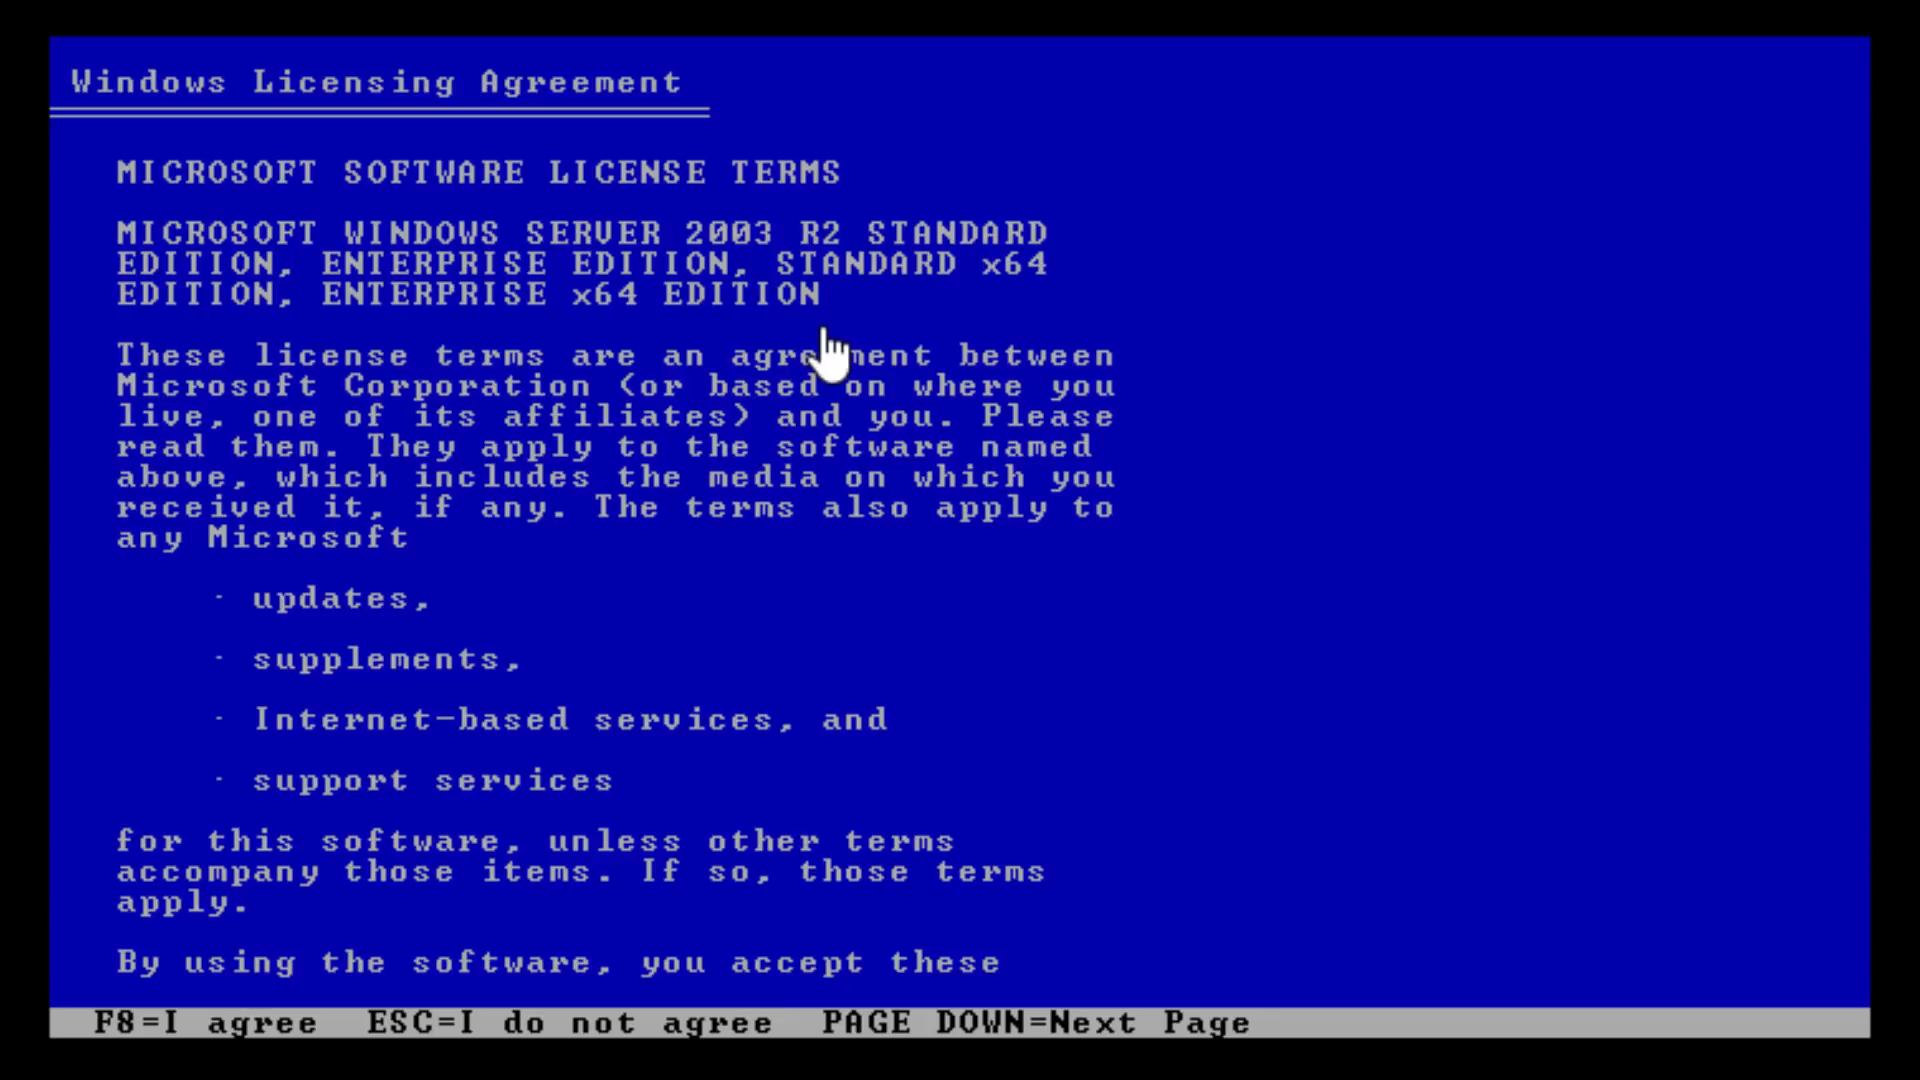 Windows Licensing Agreement
MICROSOFT SOFTWARE LICENSE TERMS
MICROSOFT WINDOWS SERVER 2003 R2 STANDARD
EDITION, ENTERPRISE EDITION, STANDARD x64
EDITION, ENTERPRISE x64 EDITION
These license terms are an agreement between
Microsoft Corporation (or based on where you
live, one of its affiliates) and you. Please
read them. They apply to the software named
above, which includes the media on which you
received it, if any. The terms also apply to
any Microsoft
· updates,
· supplements,
· Internet-based services, and
· support services
for this software, unless other terms
accompany those items. If so, those terms
apply.
By using the software, you accept these
F8=I agree ESC=I do not agree PAGE DOWN=Next Page